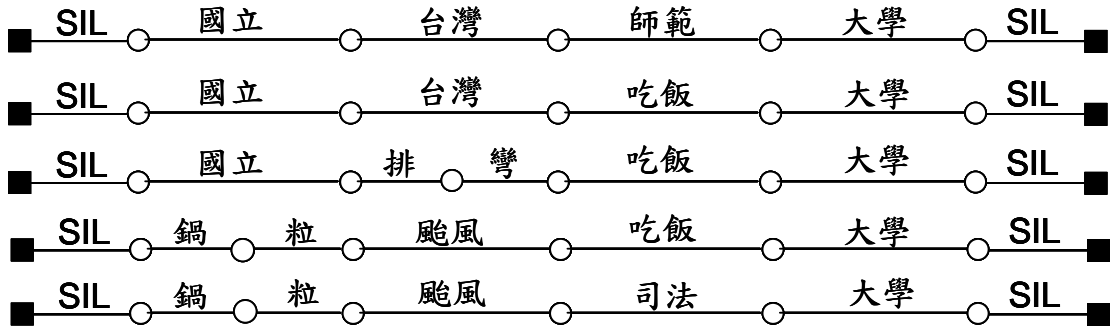 SIL 國立 台灣 師範 大學 SIL
SIL 國立 台灣 吃飯 大學 SIL
SIL 國立 排 彎 吃飯 大學 SIL
SIL 鍋 粒 颱風 吃飯 大學 SIL
SIL 鍋 粒 颱風 司法 大學 SIL